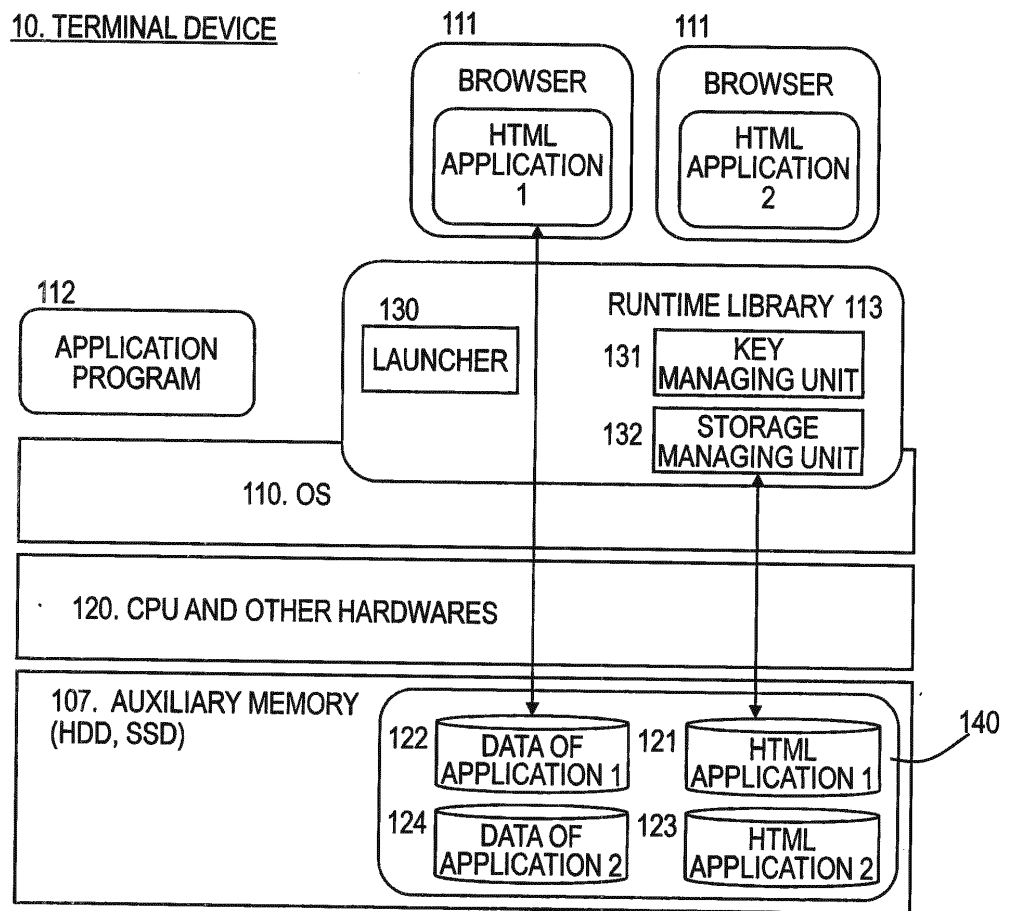 10. TERMINAL DEVICE
111
111
BROWSER
HTML
APPLICATION
1
BROWSER
HTML
APPLICATION
2
112
APPLICATION
PROGRAM
130
LAUNCHER
RUNTIME LIBRARY 113
131
KEY
MANAGING UNIT
132
STORAGE
MANAGING UNIT
110. OS
120. CPU AND OTHER HARDWARES
107. AUXILIARY MEMORY
(HDD, SSD)
122
DATA OF
APPLICATION 1
121
HTML
APPLICATION 1
140
124
DATA OF
APPLICATION 2
123
HTML
APPLICATION 2